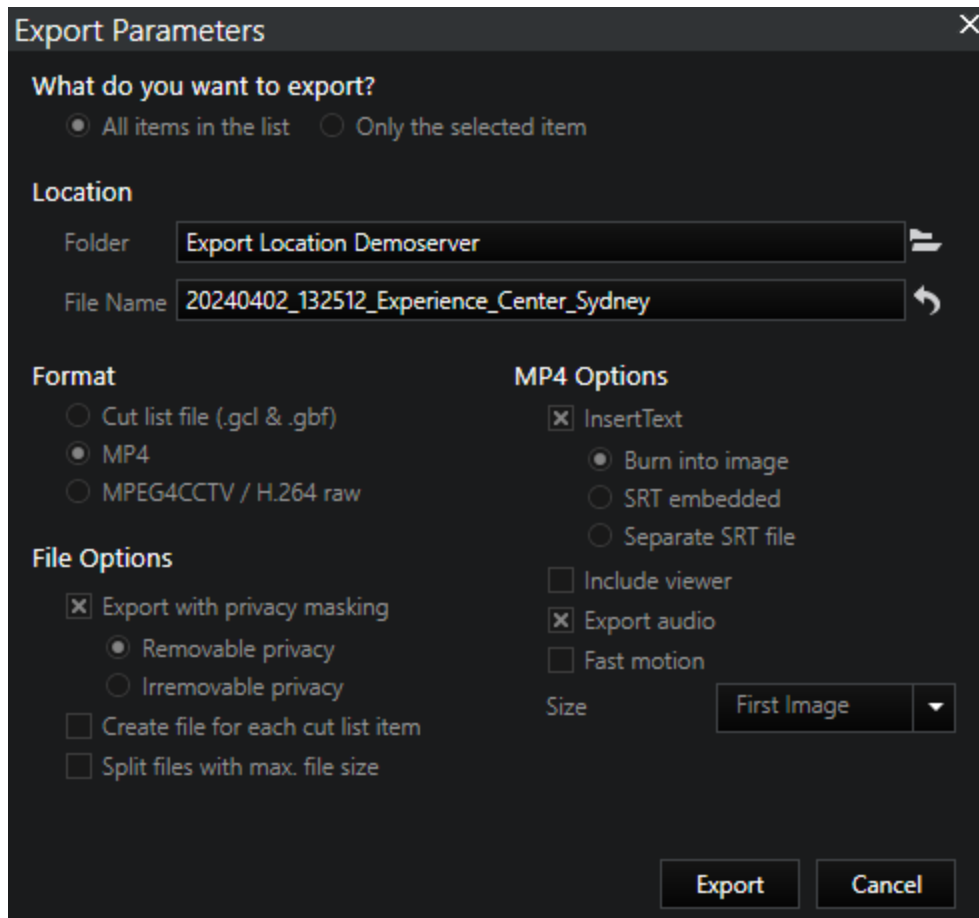 Export Parameters
What do you want to export?
All items in the list Only the selected item
Location
Folder Export Location Demoserver
File Name 20240402_132512_Experience_Center_Sydney
Format
Cut list file (.gcl & .gbf)
MP4
MPEG4CCTV / H.264 raw
File Options
Export with privacy masking
Removable privacy
Irremovable privacy
Create file for each cut list item
Split files with max. file size
MP4 Options
InsertText
Burn into image
SRT embedded
Separate SRT file
Include viewer
Export audio
Fast motion
Size First Image
Export Cancel